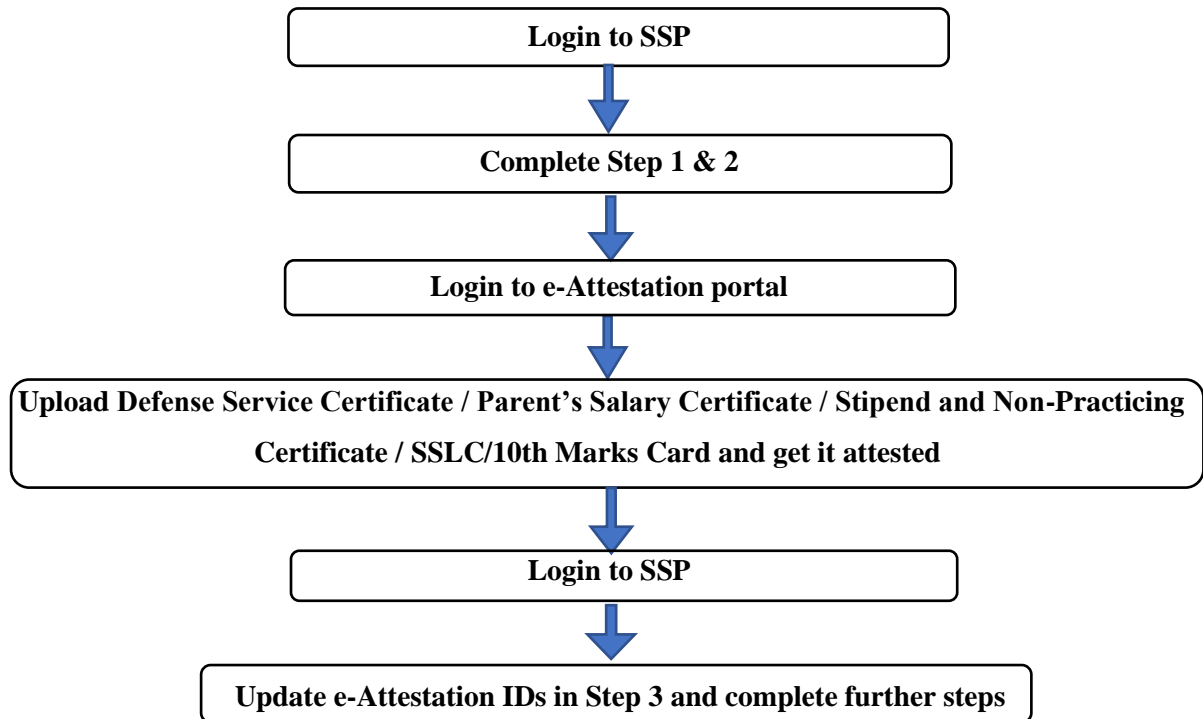 Login to SSP
Complete Step 1 & 2
Login to e-Attestation portal
Upload Defense Service Certificate / Parent’s Salary Certificate / Stipend and Non-Practicing
Certificate / SSLC/10th Marks Card and get it attested
Login to SSP
Update e-Attestation IDs in Step 3 and complete further steps